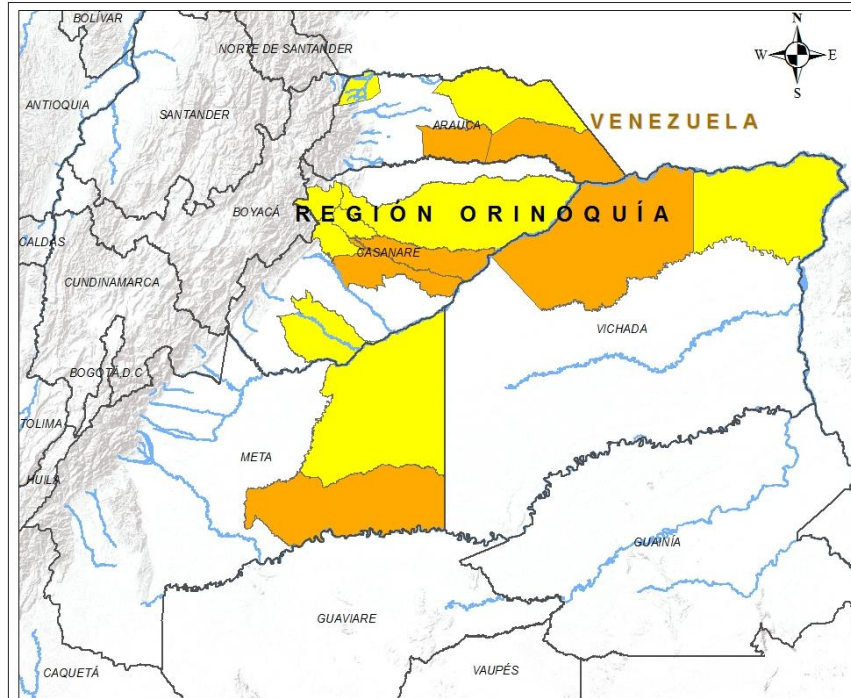 BOLÍVAR
N
NORTE DE SANTANDER
W E
S
ANTIOQUIA
SANTANDER
ARAUCA
VENEZUELA
BOYACÁ
REGIÓN ORINOQUÍA
CALDAS
CASANARE
CUNDINAMARCA
VICHADA
BOGOTÁ, D.C
TOLIMA
META
HUILA
GUAINÍA
GUAVIARE
CAQUETÁ
VAUPÉS